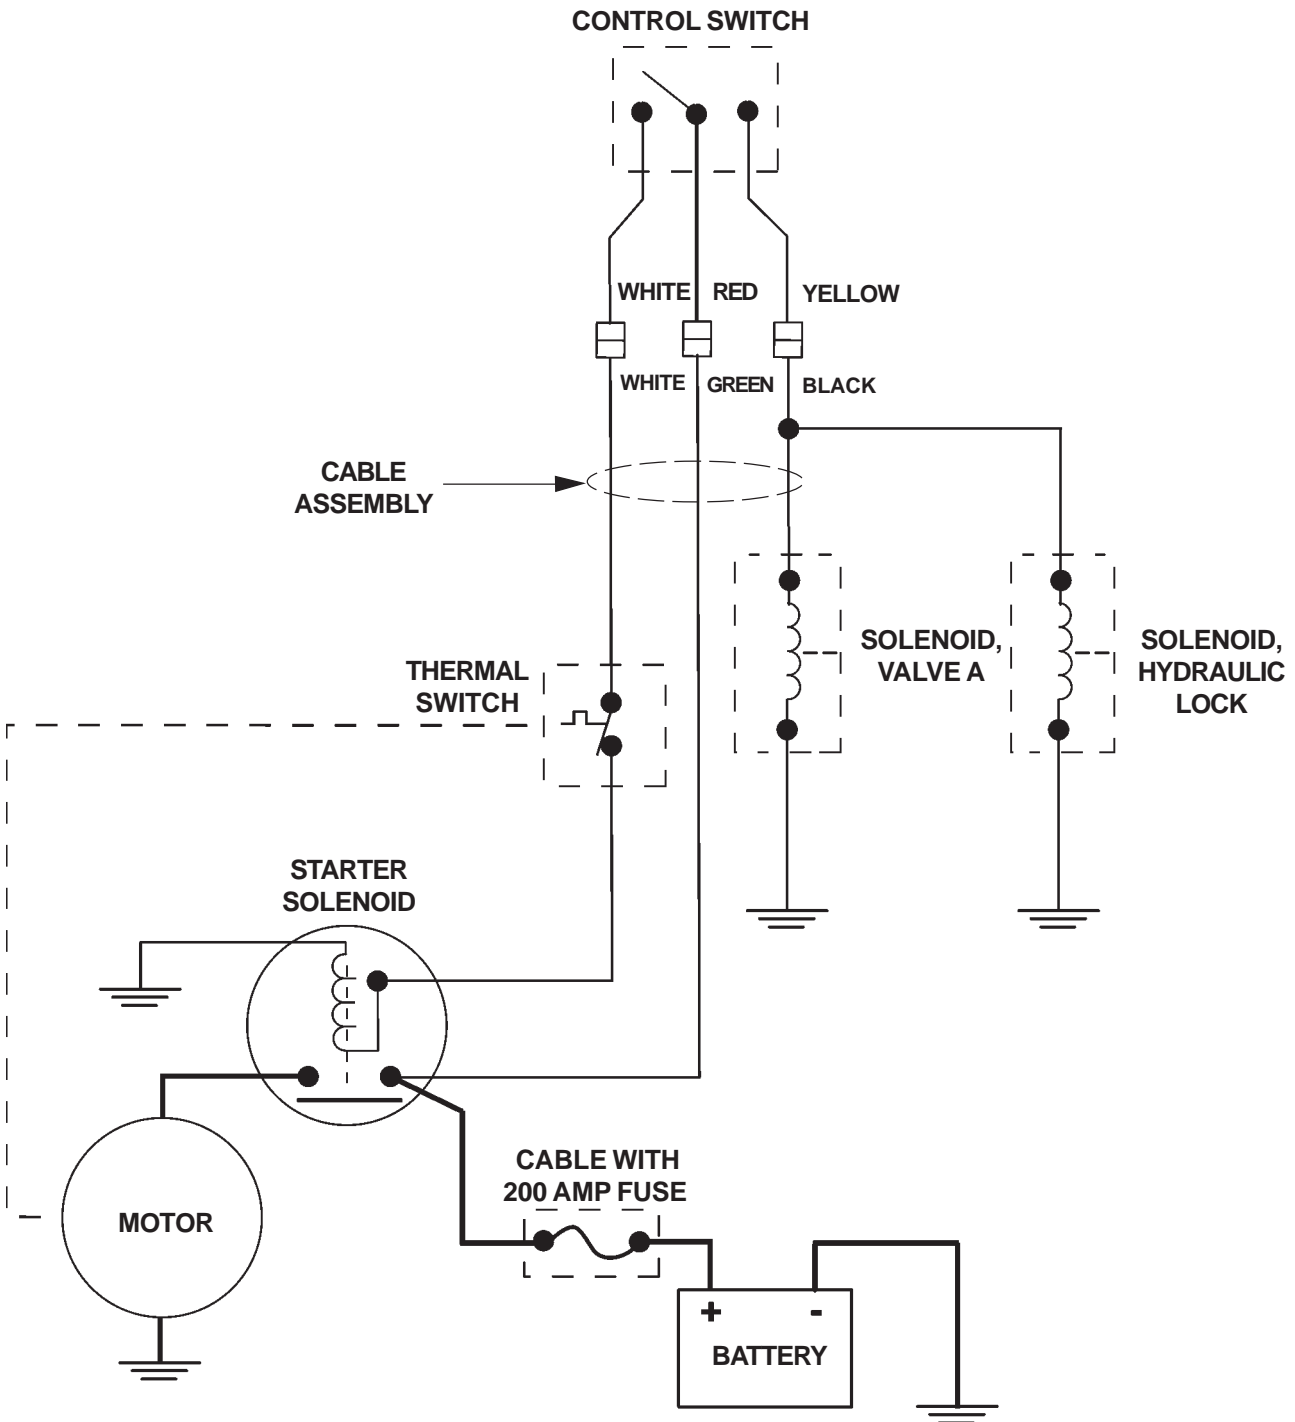 CONTROL SWITCH
WHITE RED YELLOW
WHITE GREEN BLACK
CABLE
ASSEMBLY
THERMAL
SWITCH
SOLENOID,
VALVE A
SOLENOID,
HYDRAULIC
LOCK
STARTER
SOLENOID
CABLE WITH
200 AMP FUSE
MOTOR
+ -
BATTERY